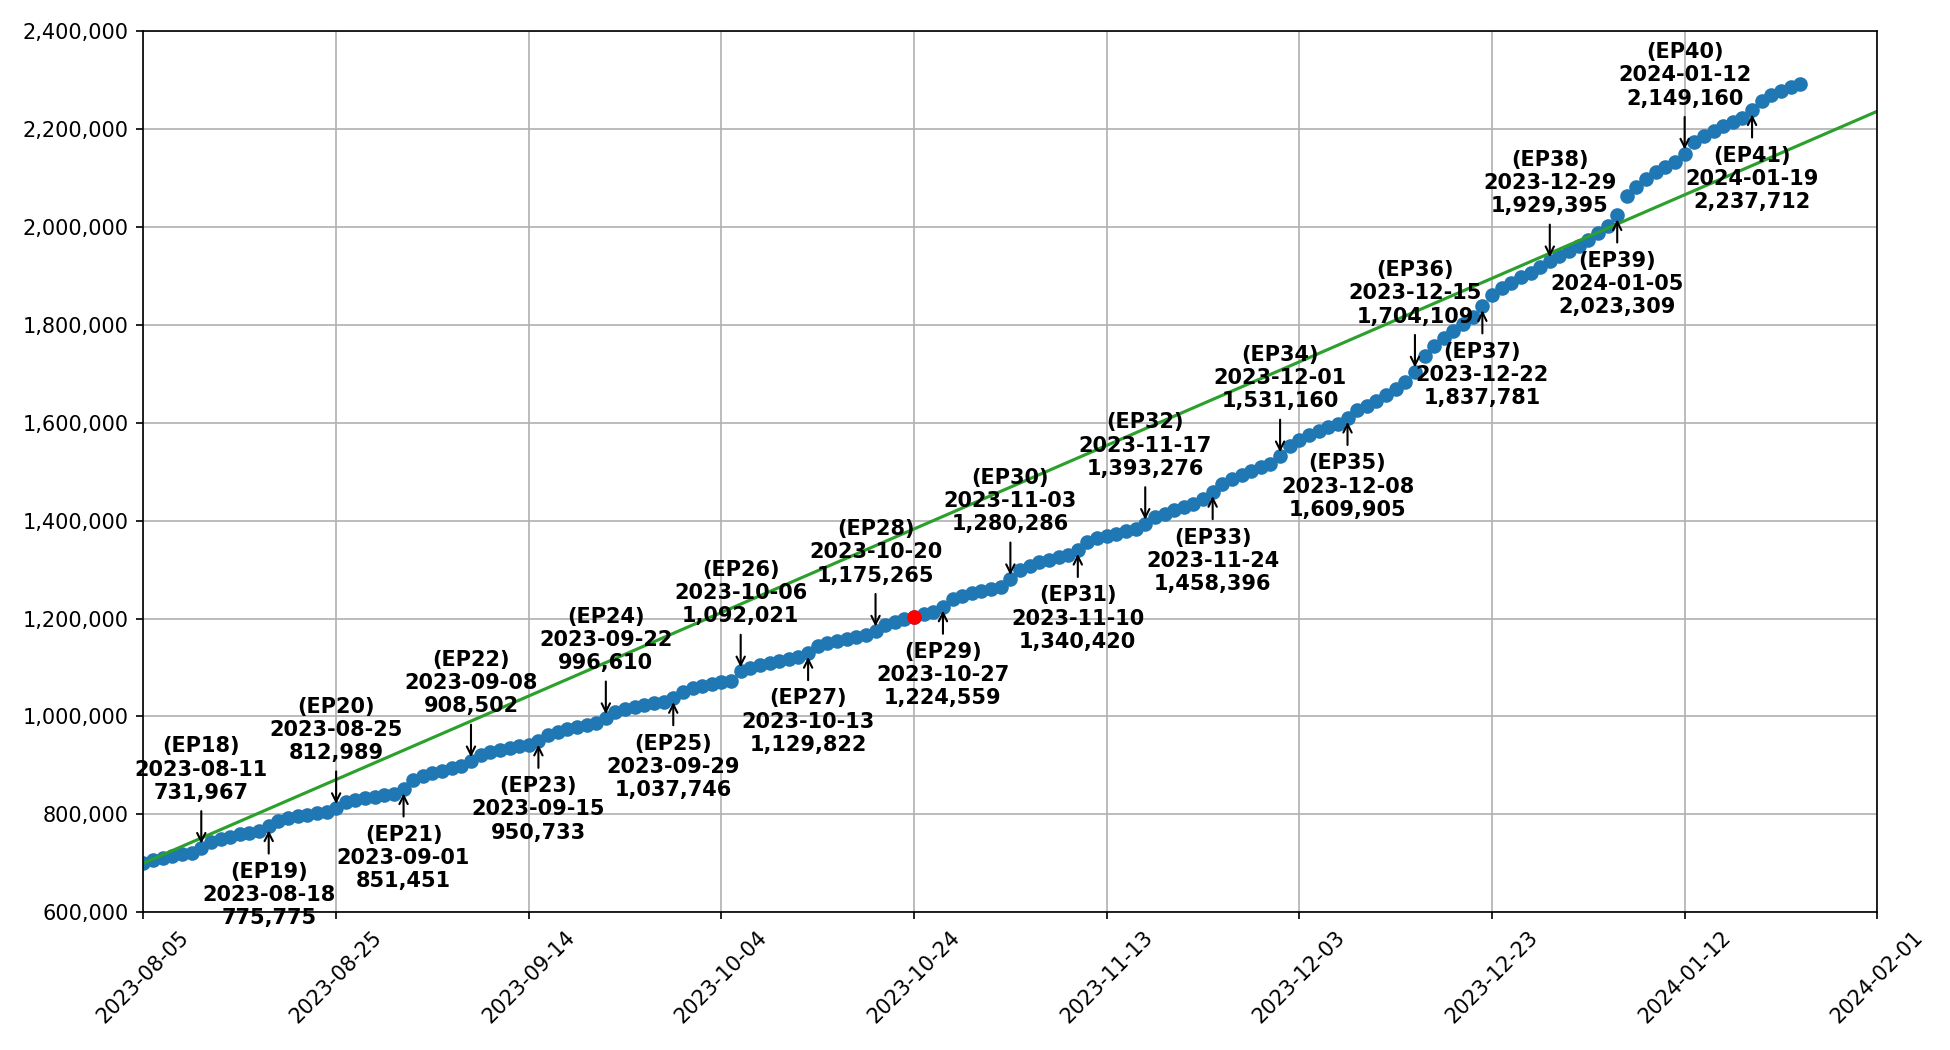 2,400,000
2,200,000
2,000,000
1,800,000
1,600,000
1,400,000
1,200,000
1,000,000
800,000
600,000
(EP18)
2023-08-11
731,967
(EP19)
2023-08-18
775,775
(EP20)
2023-08-25
812,989
(EP21)
2023-09-01
851,451
(EP22)
2023-09-08
908,502
(EP23)
2023-09-15
950,733
(EP24)
2023-09-22
996,610
(EP25)
2023-09-29
1,037,746
(EP26)
2023-10-06
1,092,021
(EP27)
2023-10-13
1,129,822
(EP28)
2023-10-20
1,175,265
(EP29)
2023-10-27
1,224,559
(EP30)
2023-11-03
1,280,286
(EP31)
2023-11-10
1,340,420
(EP32)
2023-11-17
1,393,276
(EP33)
2023-11-24
1,458,396
(EP34)
2023-12-01
1,531,160
(EP35)
2023-12-08
1,609,905
(EP36)
2023-12-15
1,704,109
(EP37)
2023-12-22
1,837,781
(EP38)
2023-12-29
1,929,395
(EP39)
2024-01-05
2,023,309
(EP40)
2024-01-12
2,149,160
(EP41)
2024-01-19
2,237,712
2023-08-05
2023-08-25
2023-09-14
2023-10-04
2023-10-24
2023-11-13
2023-12-03
2023-12-23
2024-01-12
2024-02-01